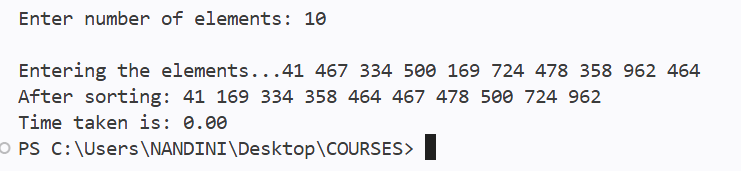 Enter number of elements: 10
Entering the elements...41 467 334 500 169 724 478 358 962 464
After sorting: 41 169 334 358 464 467 478 500 724 962
Time taken is: 0.00
PS C:\Users\NANDINI\Desktop\COURSES>